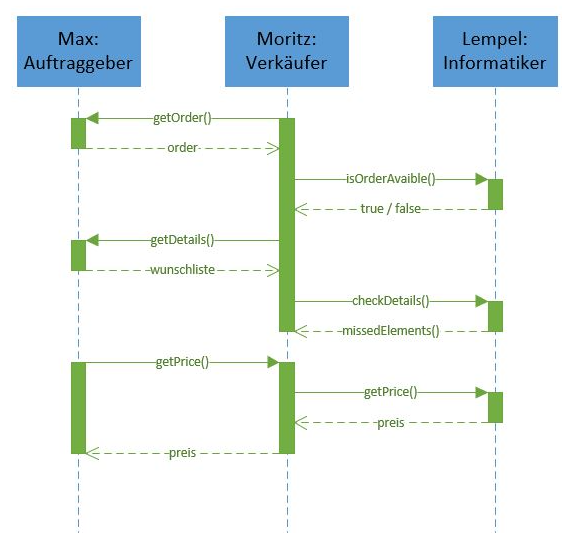 Max:
Auftraggeber
Moritz:
Verkäufer
Lempel:
Informatiker
getOrder()
order
isOrderAvaible()
true / false
getDetails()
wunschliste
checkDetails()
missedElements()
getPrice()
getPrice()
preis
preis